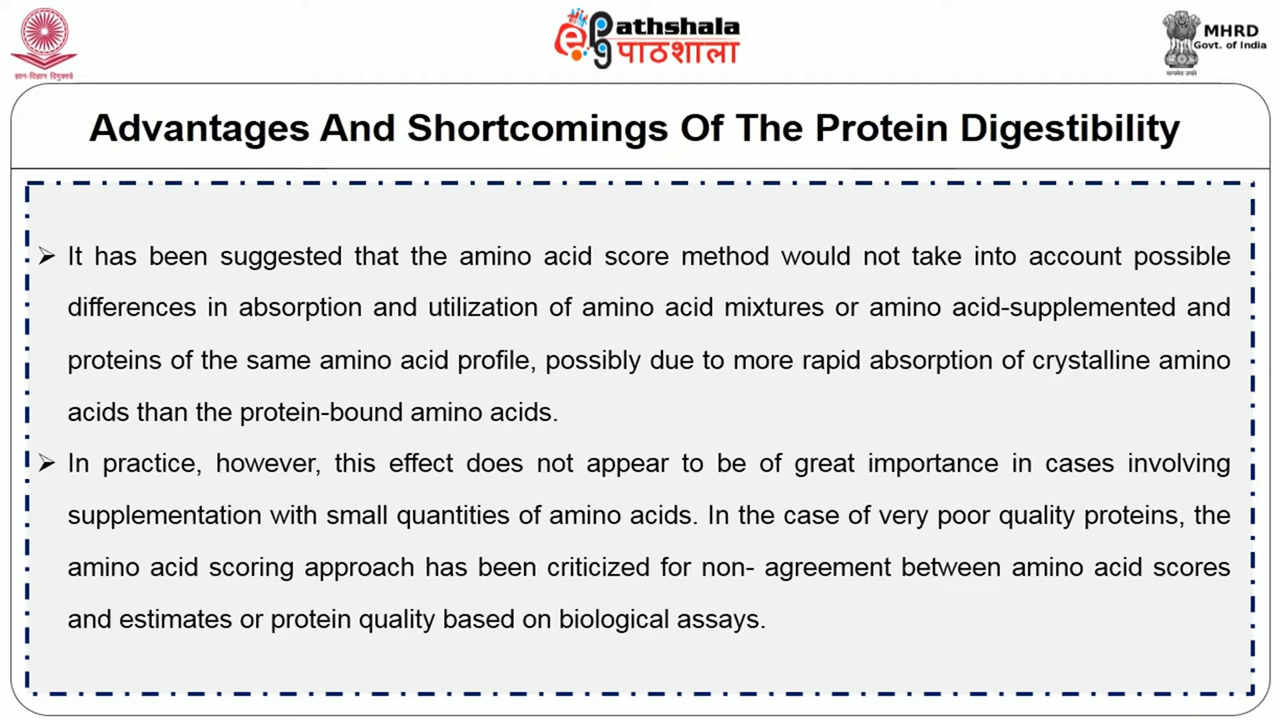 ePathshala
पाठशाला
MHRD
Govt. of India
ज्ञान-विज्ञान विमुक्तये
सत्यमेव जयते
Advantages And Shortcomings Of The Protein Digestibility
➢ It has been suggested that the amino acid score method would not take into account possible
differences in absorption and utilization of amino acid mixtures or amino acid-supplemented and
proteins of the same amino acid profile, possibly due to more rapid absorption of crystalline amino
acids than the protein-bound amino acids.
➢ In practice, however, this effect does not appear to be of great importance in cases involving
supplementation with small quantities of amino acids. In the case of very poor quality proteins, the
amino acid scoring approach has been criticized for non- agreement between amino acid scores
and estimates or protein quality based on biological assays.